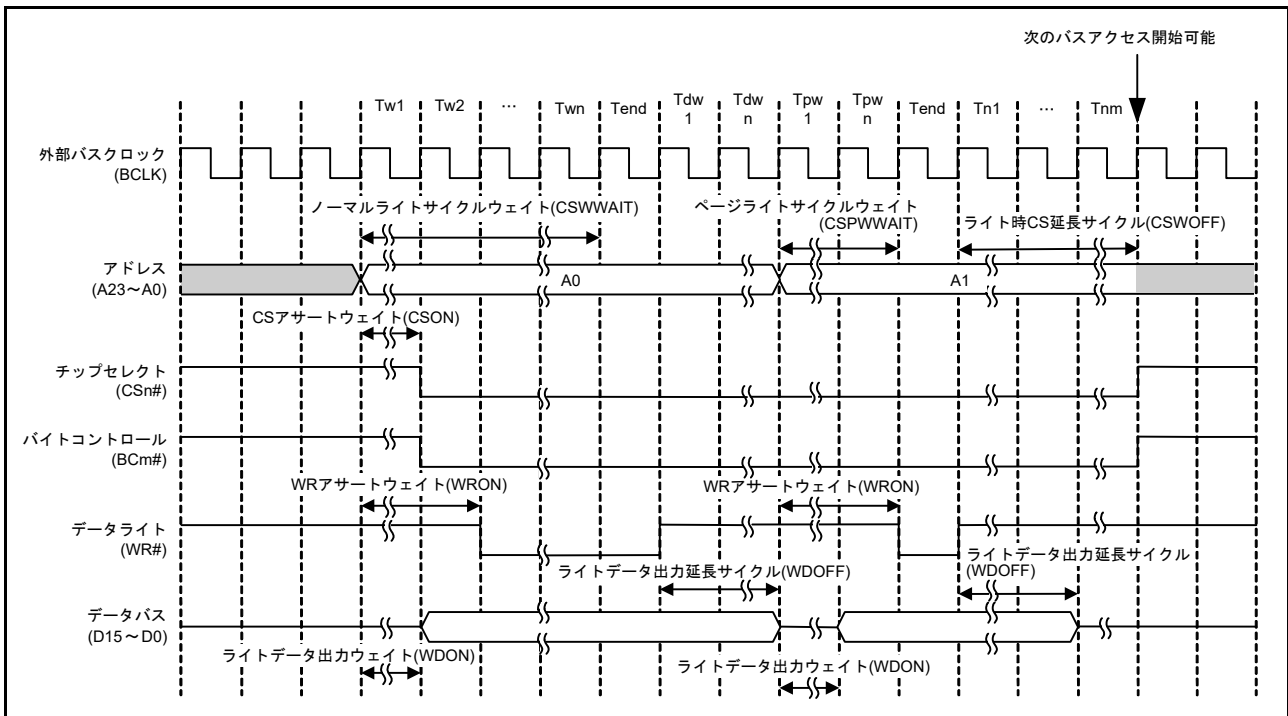 次のバスアクセス開始可能
Tw1 Tw2 … Twn Tend Tdw1 Tdwn Tpw1 Tpwn Tend Tn1 … Tnm
外部バスクロック
(BCLK)
ノーマルライトサイクルウェイト(CSWWAIT)
ページライトサイクルウェイト
(CSPWWAIT)
ライト時CS延長サイクル(CSWOFF)
アドレス
(A23~A0)
A0
A1
CSアサートウェイト(CSON)
チップセレクト
(CSn#)
バイトコントロール
(BCm#)
WRアサートウェイト(WRON)
WRアサートウェイト(WRON)
データライト
(WR#)
ライトデータ出力延長サイクル(WDOFF)
ライトデータ出力延長サイクル
(WDOFF)
データバス
(D15~D0)
ライトデータ出力ウェイト(WDON)
ライトデータ出力ウェイト(WDON)